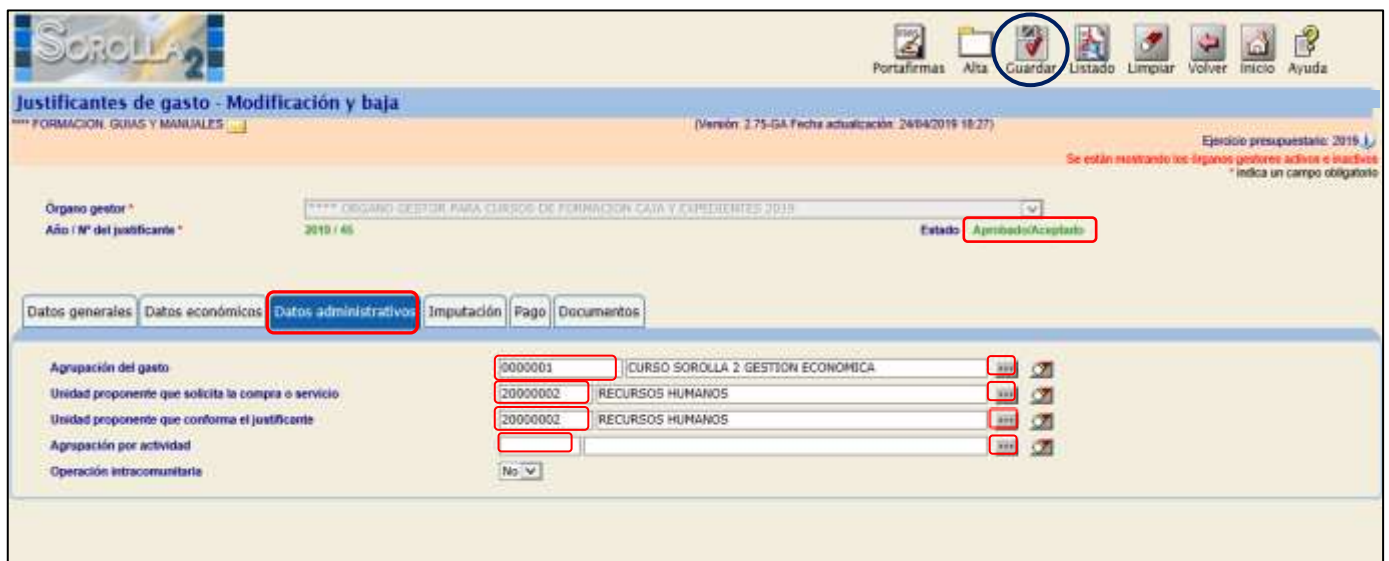 SOROLLA2
Portafirmas Alta Guardar Listado Limpiar Volver Inicio Ayuda
Justificantes de gasto - Modificación y baja
**** FORMACION. GUIAS Y MANUALES
(Versión: 2.75-GA Fecha actualización: 24/04/2019 18:27)
Ejercicio presupuestario: 2019
Se están mostrando los órganos gestores activos e inactivos
* indica un campo obligatorio
Órgano gestor * **** ORGANO GESTOR PARA CURSOS DE FORMACION CAJA Y EXPEDIENTES 2019
Año / Nº del justificante * 2019 / 46 Estado Aprobado/Aceptado
Datos generales Datos económicos Datos administrativos Imputación Pago Documentos
Agrupación del gasto 0000001 CURSO SOROLLA 2 GESTION ECONOMICA
Unidad proponente que solicita la compra o servicio 20000002 RECURSOS HUMANOS
Unidad proponente que conforma el justificante 20000002 RECURSOS HUMANOS
Agrupación por actividad
Operación intracomunitaria No